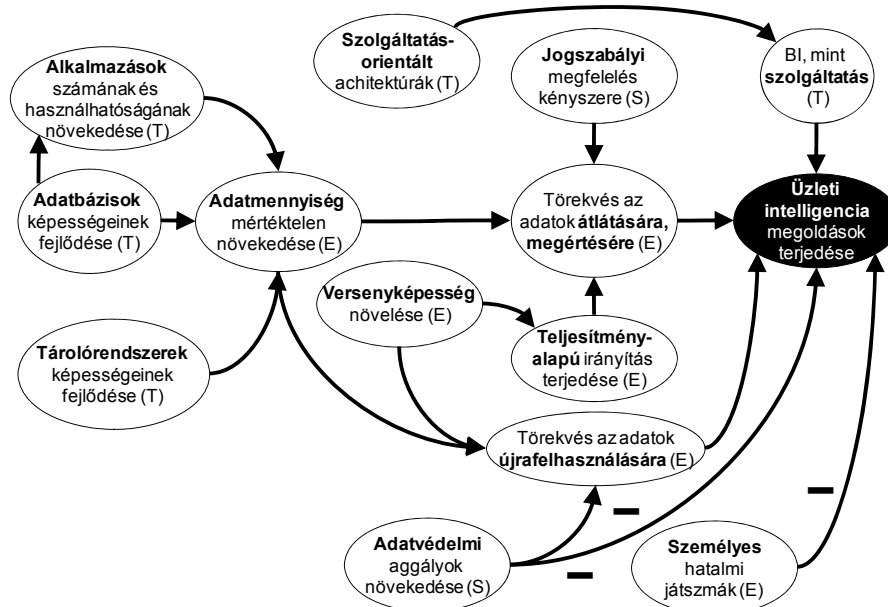 Szolgáltatás-
orientált
achitektúrák (T)
Jogszabályi
megfelelés
kényszere (S)
BI, mint
szolgáltatás
(T)
Alkalmazások
számának és
használhatóságának
növekedése (T)
Adatbázisok
képességeinek
fejlődése (T)
Adatmennyiség
mértéktelen
növekedése (E)
Törekvés az
adatok átlátására,
megértésére (E)
Üzleti
intelligencia
megoldások
terjedése
Versenyképesség
növelése (E)
Teljesítmény-
alapú irányítás
terjedése (E)
Tárolórendszerek
képességeinek
fejlődése (T)
Törekvés az adatok
újrafelhasználására (E)
Adatvédelmi
aggályok
növekedése (S)
Személyes
hatalmi
játszmák (E)